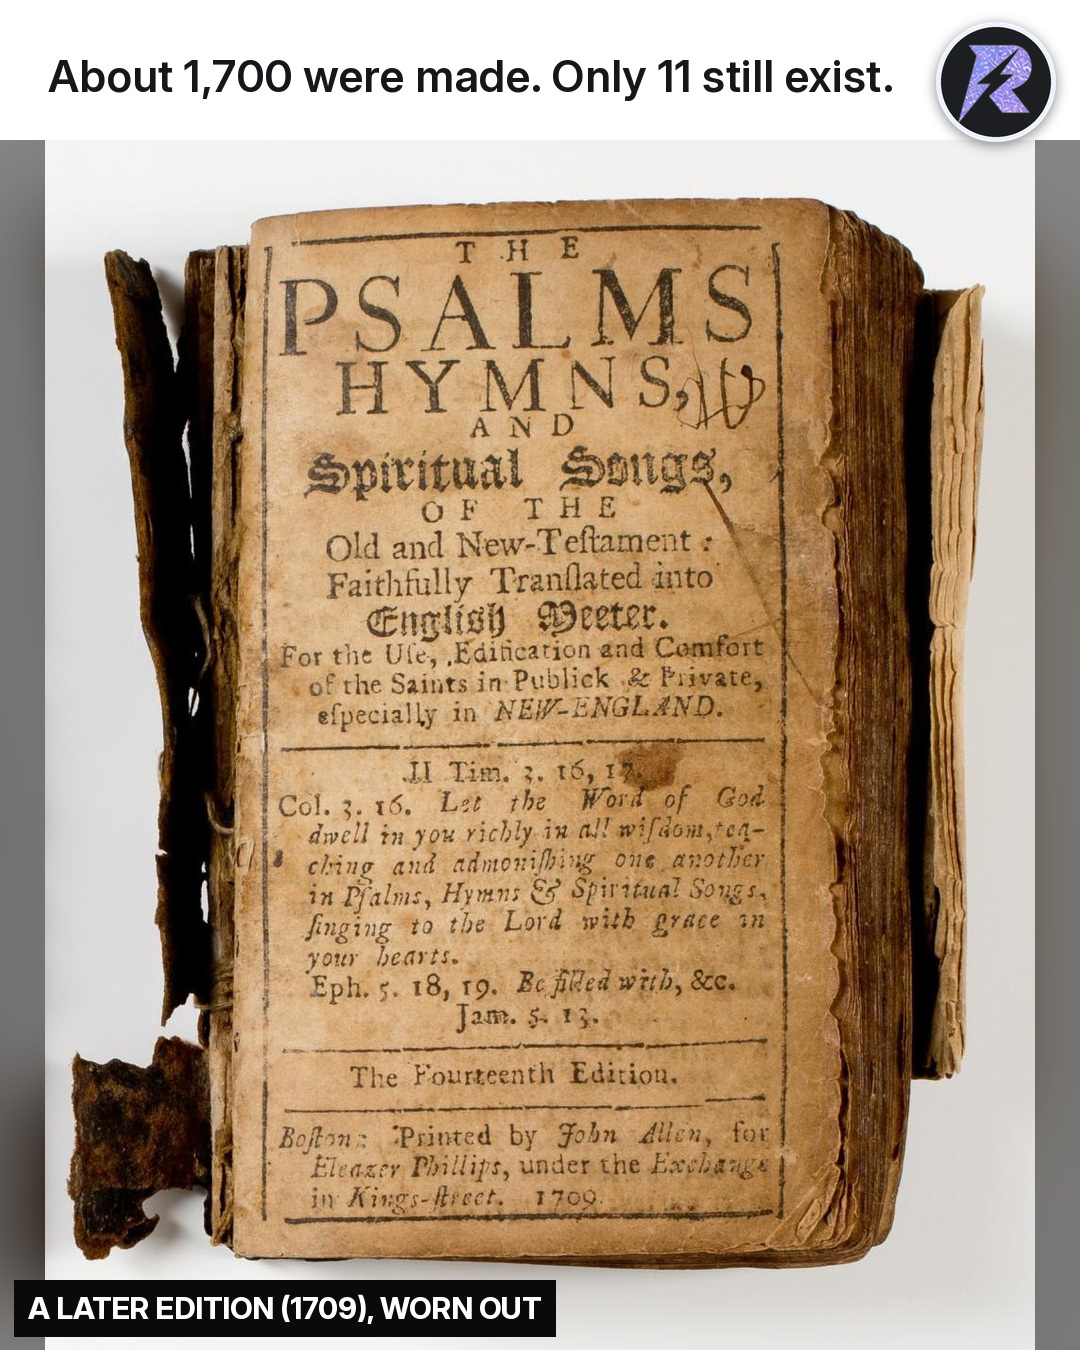 About 1,700 were made. Only 11 still exist.
R
THE
PSALMS
HYMNS,
AND
Spiritual Songs,
OF THE
Old and New-Teſtament :
Faithfully Tranſlated into
Engliſh Meeter.
For the Uſe, Edification and Comfort
of the Saints in Publick & Private,
eſpecially in NEW-ENGLAND.
II Tim. 3. 16, 17.
Col. 3. 16. Let the Word of God
dwell in you richly in all wiſdom, tea-
ching and admoniſhing one another
in Pſalms, Hymns & Spiritual Songs,
ſinging to the Lord with grace in
your hearts.
Eph. 5. 18, 19. Be filled with, &c.
Jam. 5. 13.
The Fourteenth Edition.
Boſton: Printed by John Allen, for
Eleazer Phillips, under the Exchange
in Kings-ſtreet. 1709.
A LATER EDITION (1709), WORN OUT